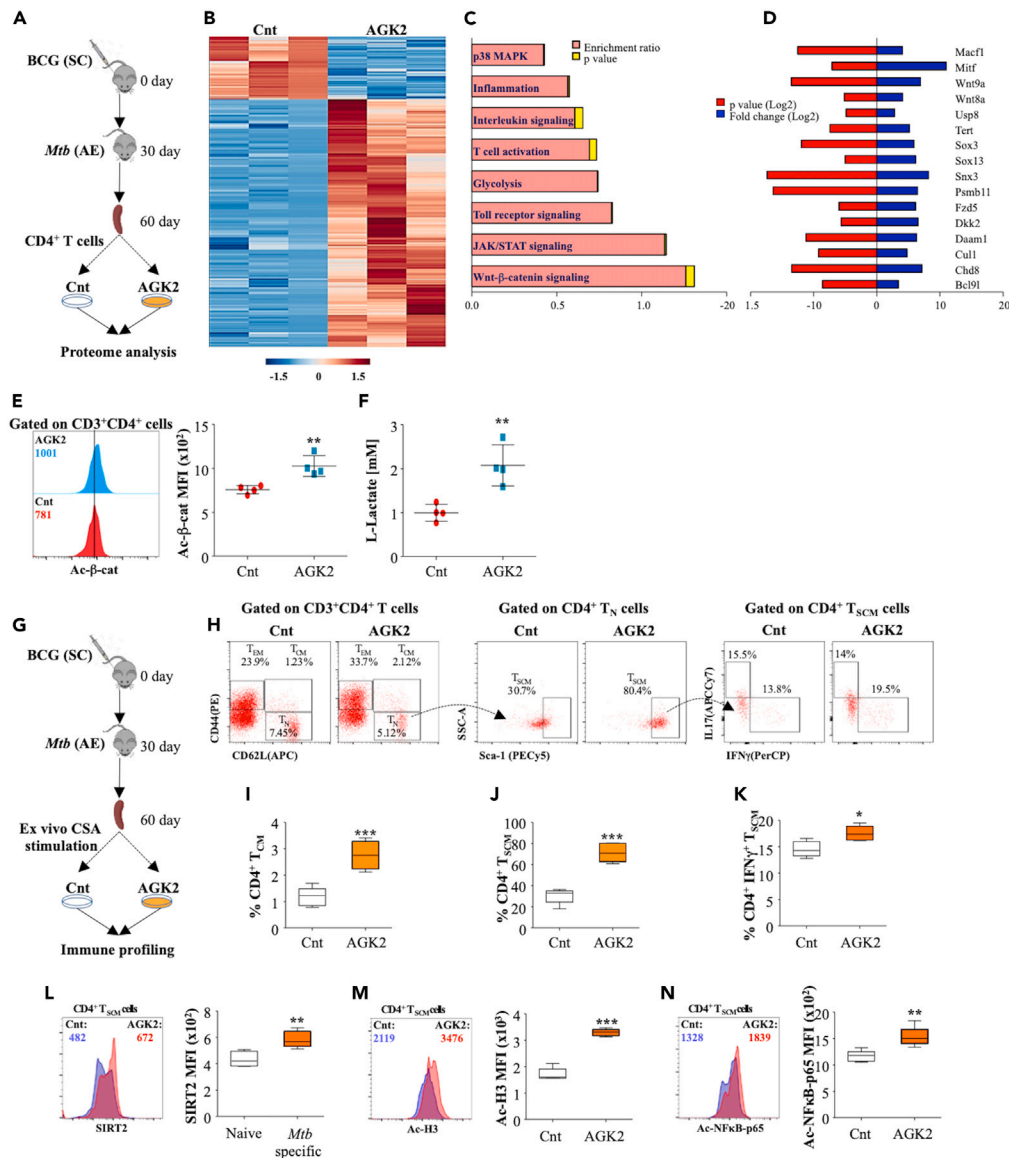 A
BCG (SC)
0 day
Mtb (AE)
30 day
60 day
CD4+ T cells
Cnt
AGK2
Proteome analysis
B
Cnt
AGK2
-1.5
0
1.5
C
Enrichment ratio
p value
p38 MAPK
Inflammation
Interleukin signaling
T cell activation
Glycolysis
Toll receptor signaling
JAK/STAT signaling
Wnt-β-catenin signaling
0.0
0.5
1.0
1.5
D
p value (Log2)
Fold change (Log2)
Macf1
Mitf
Wnt9a
Wnt8a
Usp8
Tert
Sox3
Sox13
Snx3
Psmb11
Fzd5
Dkk2
Daam1
Cul1
Chd8
Bcl9l
-20
-10
0
10
20
E
Gated on CD3+CD4+ cells
AGK2
1001
Cnt
781
Ac-β-cat
Ac-β-cat MFI (x10²)
15
10
5
0
**
Cnt
AGK2
F
L-Lactate [mM]
3
2
1
0
**
Cnt
AGK2
G
BCG (SC)
0 day
Mtb (AE)
30 day
Ex vivo CSA
stimulation
60 day
Cnt
AGK2
Immune profiling
H
Gated on CD3+CD4+ T cells
Cnt
AGK2
TEM
23.9%
TCM
1.23%
TN
7.45%
TEM
33.7%
TCM
2.12%
TN
5.12%
CD44(PE)
CD62L(APC)
Gated on CD4+ TN cells
Cnt
AGK2
TSCM
30.7%
TSCM
80.4%
SSC-A
Sca-1 (PECy5)
Gated on CD4+ TSCM cells
Cnt
AGK2
15.5%
13.8%
14%
19.5%
IL17(APCCy7)
IFNγ(PerCP)
I
% CD4+ TCM
4
3
2
1
0
***
Cnt
AGK2
J
% CD4+ TSCM
100
80
60
40
20
0
***
Cnt
AGK2
K
% CD4+ IFNγ+ TSCM
20
15
10
5
0
*
Cnt
AGK2
L
CD4+ TSCM cells
Cnt:
482
AGK2:
672
SIRT2
SIRT2 MFI (x10²)
8
6
4
2
0
**
Naive
Mtb
specific
M
CD4+ TSCM cells
Cnt:
2119
AGK2:
3476
Ac-H3
Ac-H3 MFI (x10³)
4
3
2
1
0
***
Cnt
AGK2
N
CD4+ TSCM cells
Cnt:
1328
AGK2:
1839
Ac-NFκB-p65
Ac-NFκB-p65 MFI (x10²)
20
15
10
5
0
**
Cnt
AGK2